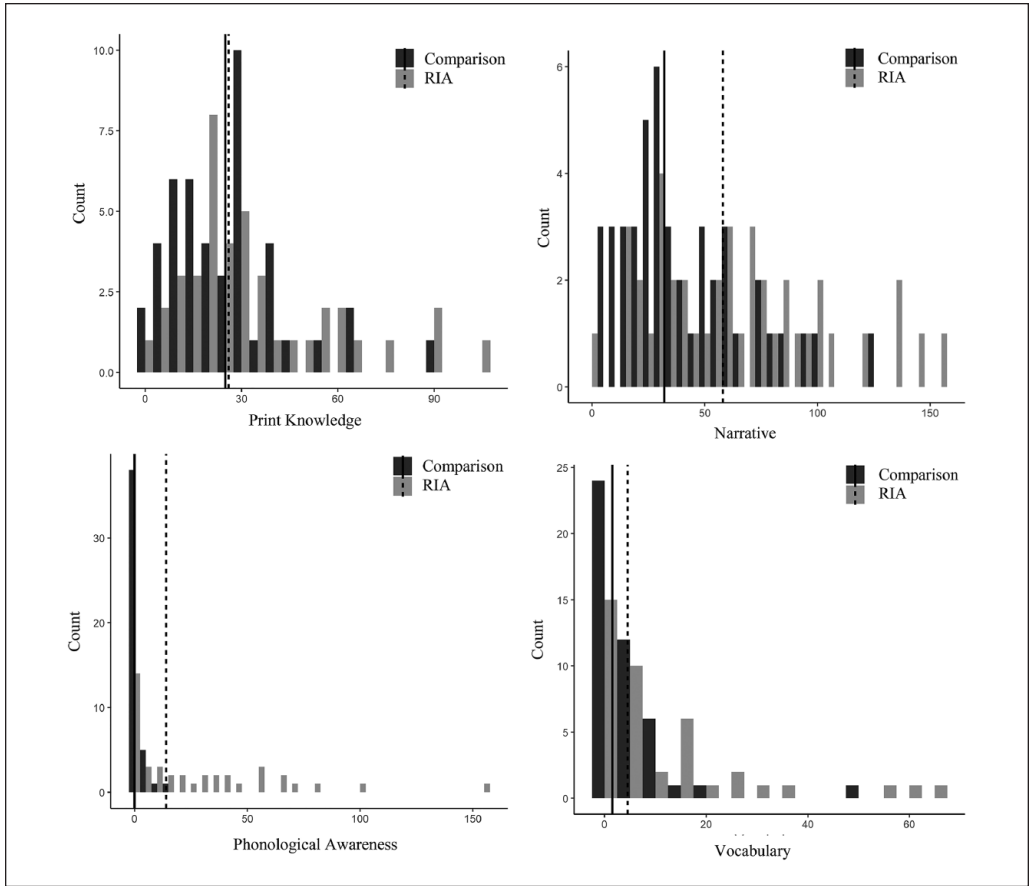 Comparison
RIA
10.0
7.5
5.0
2.5
0.0
Count
0 30 60 90
Print Knowledge
Comparison
RIA
6
4
2
0
Count
0 50 100 150
Narrative
Comparison
RIA
30
20
10
0
Count
0 50 100 150
Phonological Awareness
Comparison
RIA
25
20
15
10
5
0
Count
0 20 40 60
Vocabulary